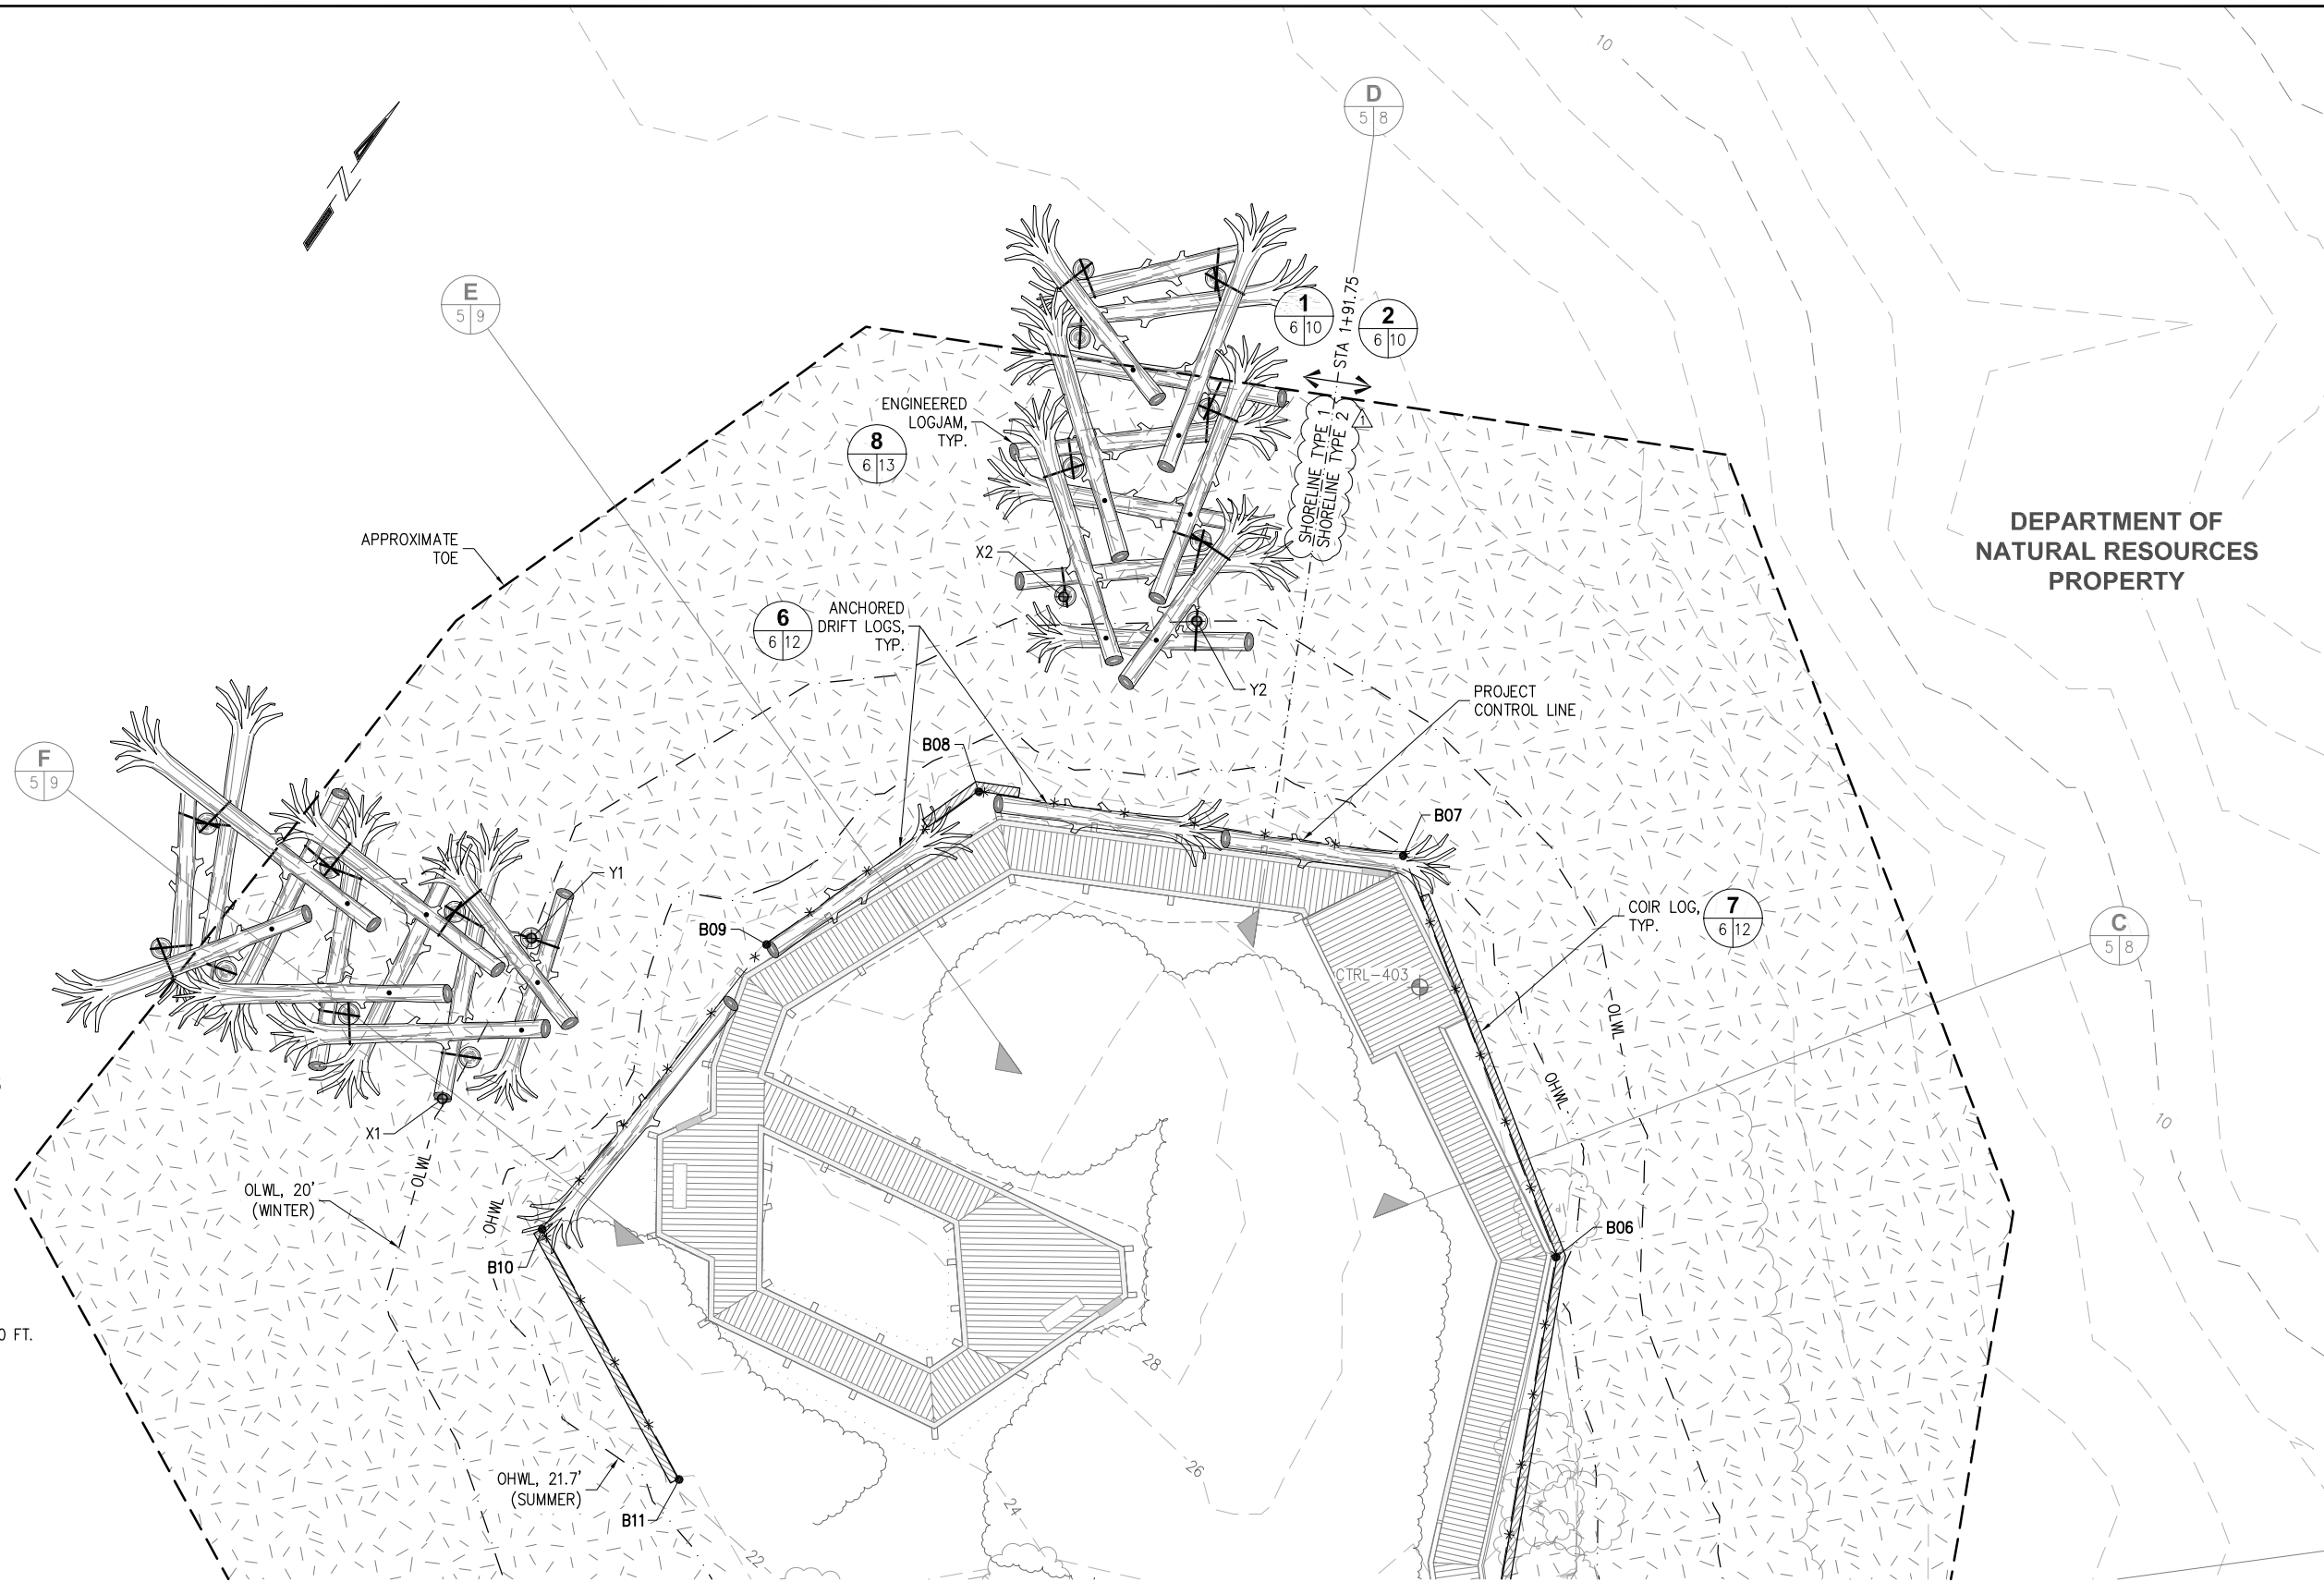 10
D
5 8
N
E
5 9
STA 1+91.75
1
6 10
2
6 10
ENGINEERED
LOGJAM,
TYP.
8
6 13
SHORELINE TYPE 1
SHORELINE TYPE 2
1
DEPARTMENT OF
NATURAL RESOURCES
PROPERTY
APPROXIMATE
TOE
X2
6
6 12
ANCHORED
DRIFT LOGS,
TYP.
Y2
PROJECT
CONTROL LINE
B08
F
5 9
B07
Y1
COIR LOG,
TYP.
7
6 12
C
5 8
B09
CTRL-403
OLWL
OHWL
10
X1
OLWL
OLWL, 20'
(WINTER)
OHWL
B06
B10
0 FT.
28
26
OHWL, 21.7'
(SUMMER)
24
B11
22